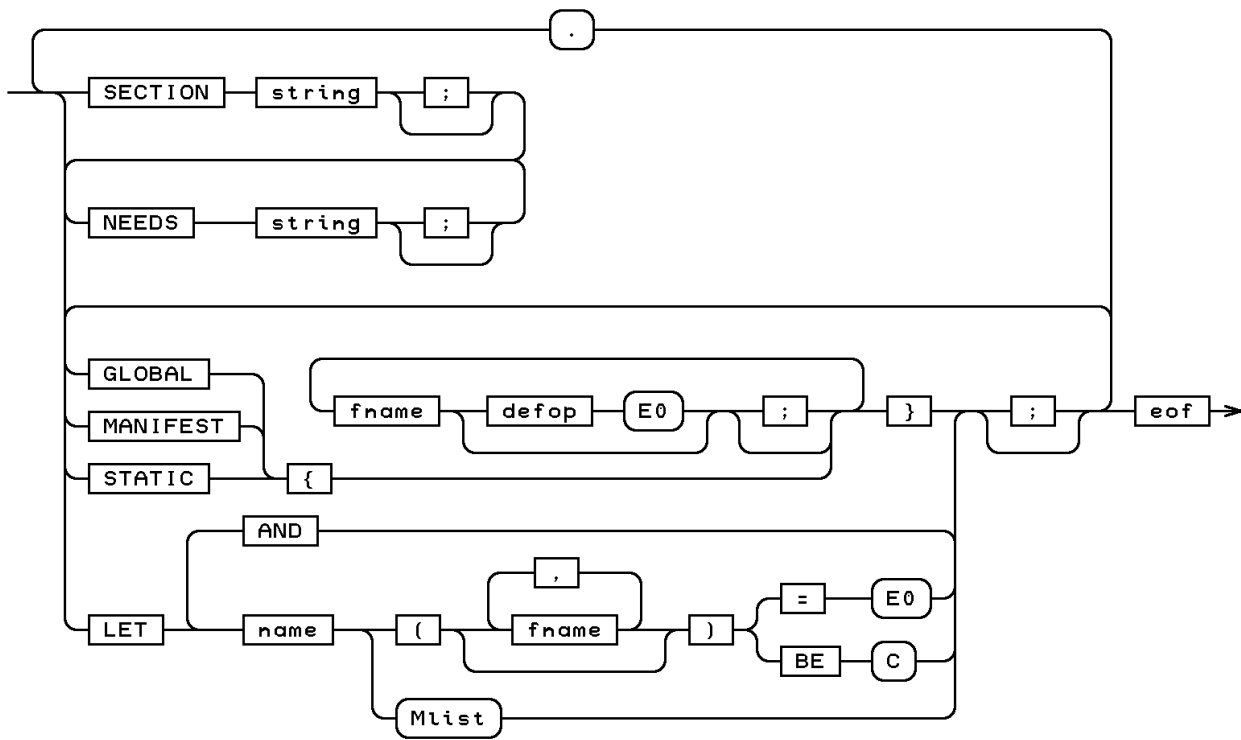 .
SECTION string ;
NEEDS string ;
GLOBAL
fname defop E0 ; } ; eof
MANIFEST
STATIC {
AND
,
= E0
LET name ( fname )
BE C
Mlist